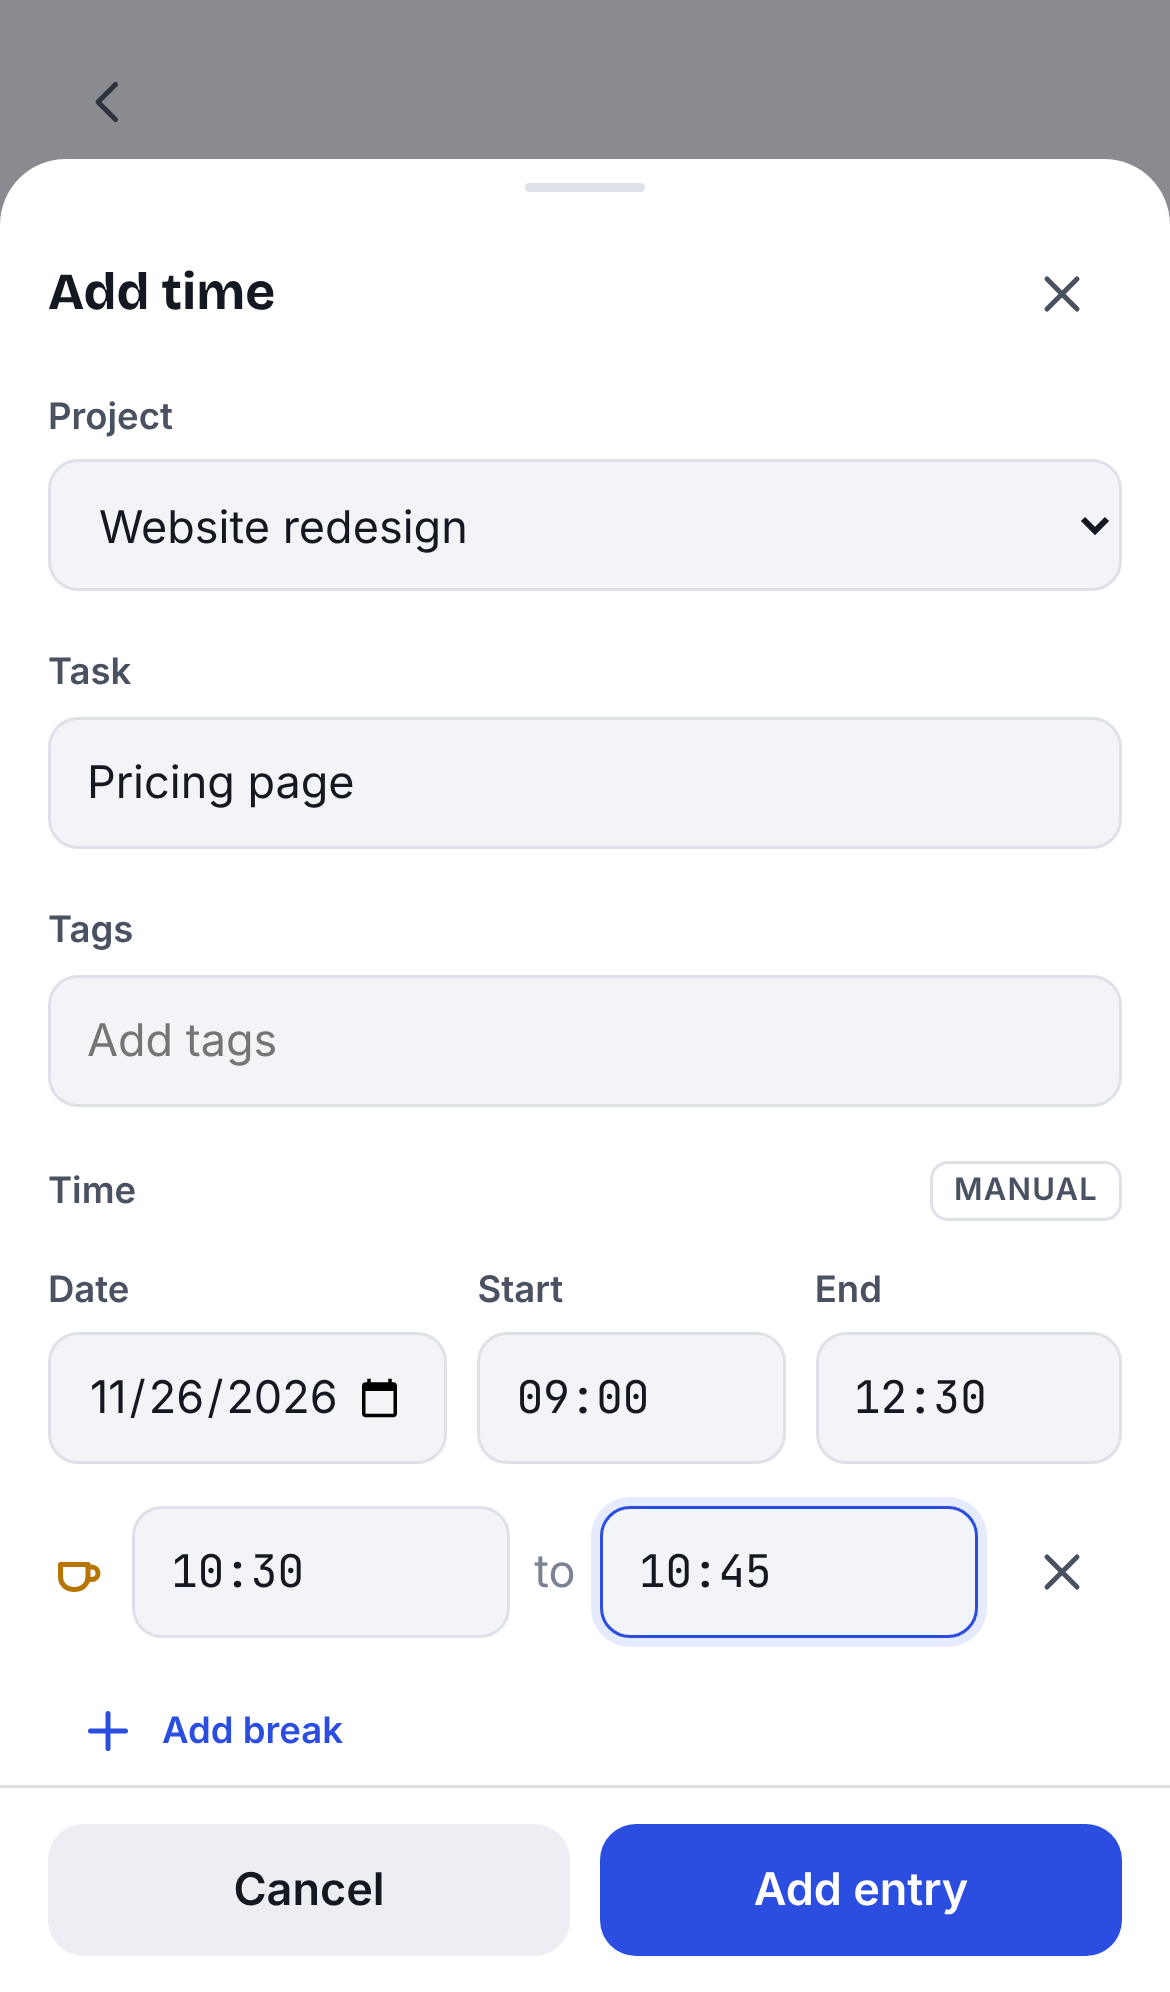 Add time
Project
Website redesign
Task
Pricing page
Tags
Add tags
Time MANUAL
Date Start End
11/26/2026 09:00 12:30
10:30 to 10:45
Add break
Cancel Add entry